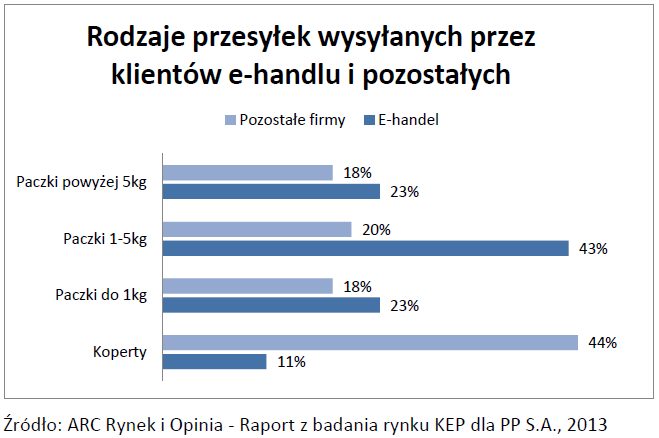 Rodzaje przesyłek wysyłanych przez
klientów e-handlu i pozostałych
Pozostałe firmy E-handel
Paczki powyżej 5kg
18%
23%
Paczki 1-5kg
20%
43%
Paczki do 1kg
18%
23%
Koperty
44%
11%
Źródło: ARC Rynek i Opinia - Raport z badania rynku KEP dla PP S.A., 2013